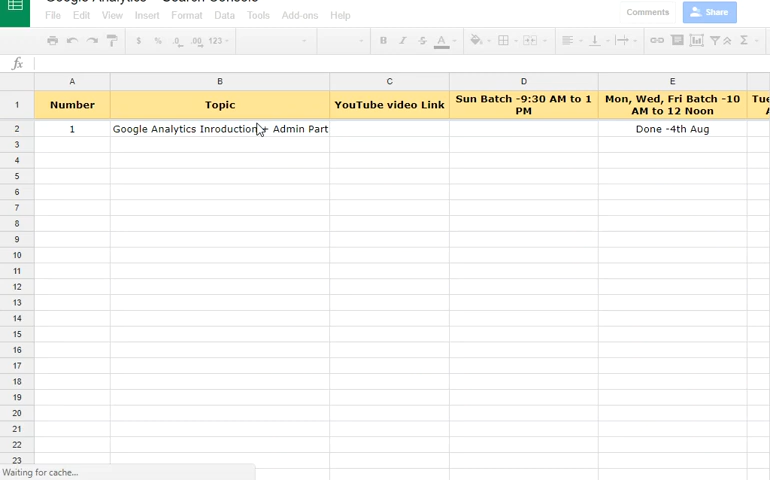 Google Analytics - Search Console
File Edit View Insert Format Data Tools Add-ons Help
Comments Share
$ % .0 .00 123
B I S A Σ
fx
A B C D E
1 Number Topic YouTube video Link Sun Batch -9:30 AM to 1 PM Mon, Wed, Fri Batch -10 AM to 12 Noon
2 1 Google Analytics Inroduction + Admin Part Done -4th Aug
3
4
5
6
7
8
9
10
11
12
13
14
15
16
17
18
19
20
21
22
23
Waiting for cache...